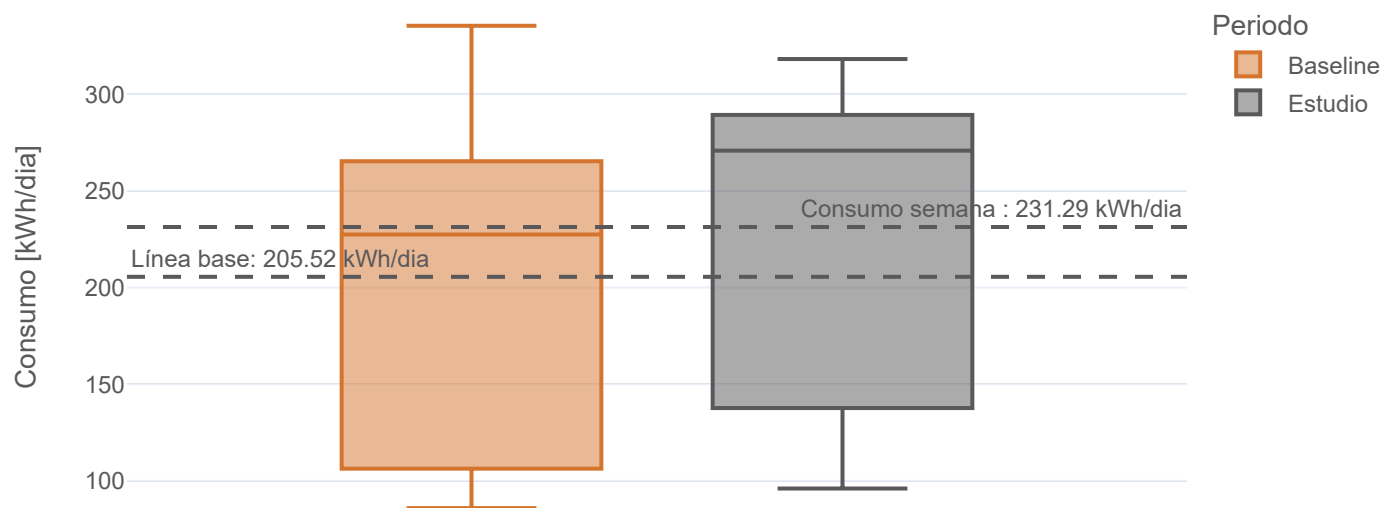 Periodo
Baseline
Estudio
Consumo [kWh/dia]
300
250
200
150
100
Consumo semana : 231.29 kWh/dia
Línea base: 205.52 kWh/dia